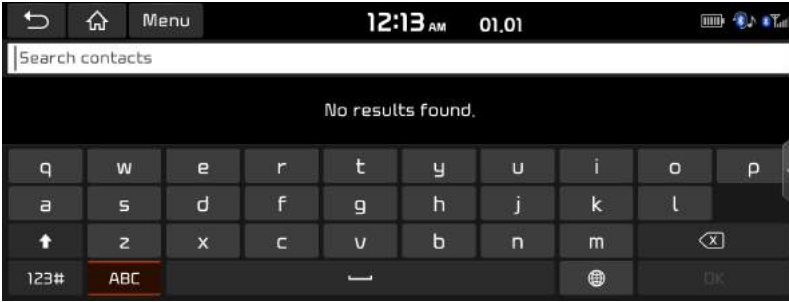 Menu 12:13 AM 01.01
Search contacts
No results found.
q w e r t y u i o p
a s d f g h j k l
z x c v b n m
123# ABC OK